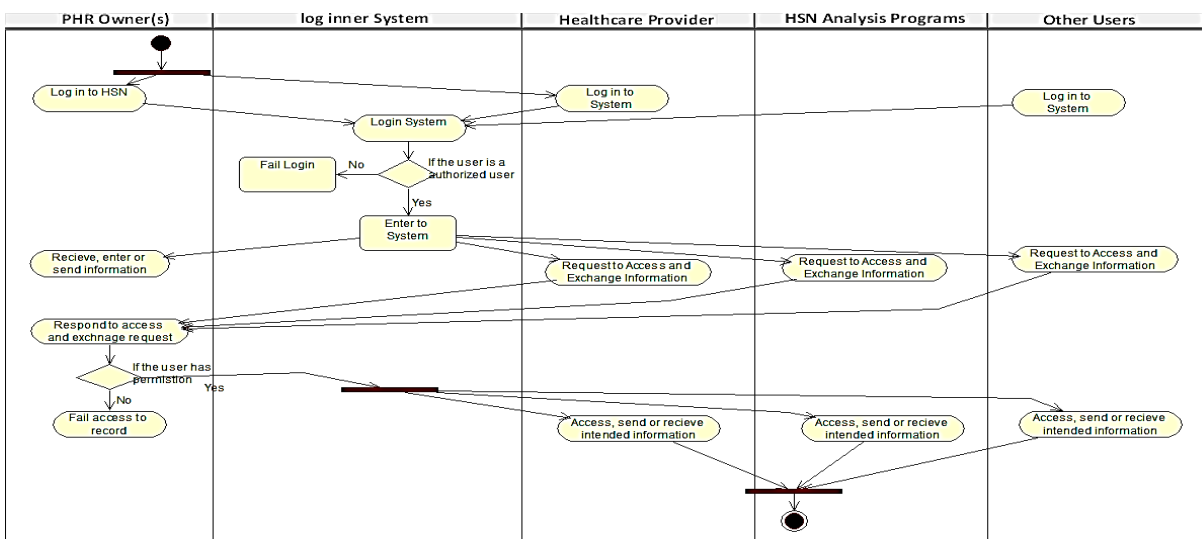 PHR Owner(s)
log inner System
Healthcare Provider
HSN Analysis Programs
Other Users
Log in to HSN
Log in to
System
Log in to
System
Login System
Fail Login
No
If the user is a
authorized user
Yes
Enter to
System
Recieve, enter or
send information
Request to Access and
Exchange Information
Request to Access and
Exchange Information
Request to Access and
Exchange Information
Respond to access
and exchnage request
If the user has
permistion
Yes
No
Fail access to
record
Access, send or recieve
intended information
Access, send or recieve
intended information
Access, send or recieve
intended information